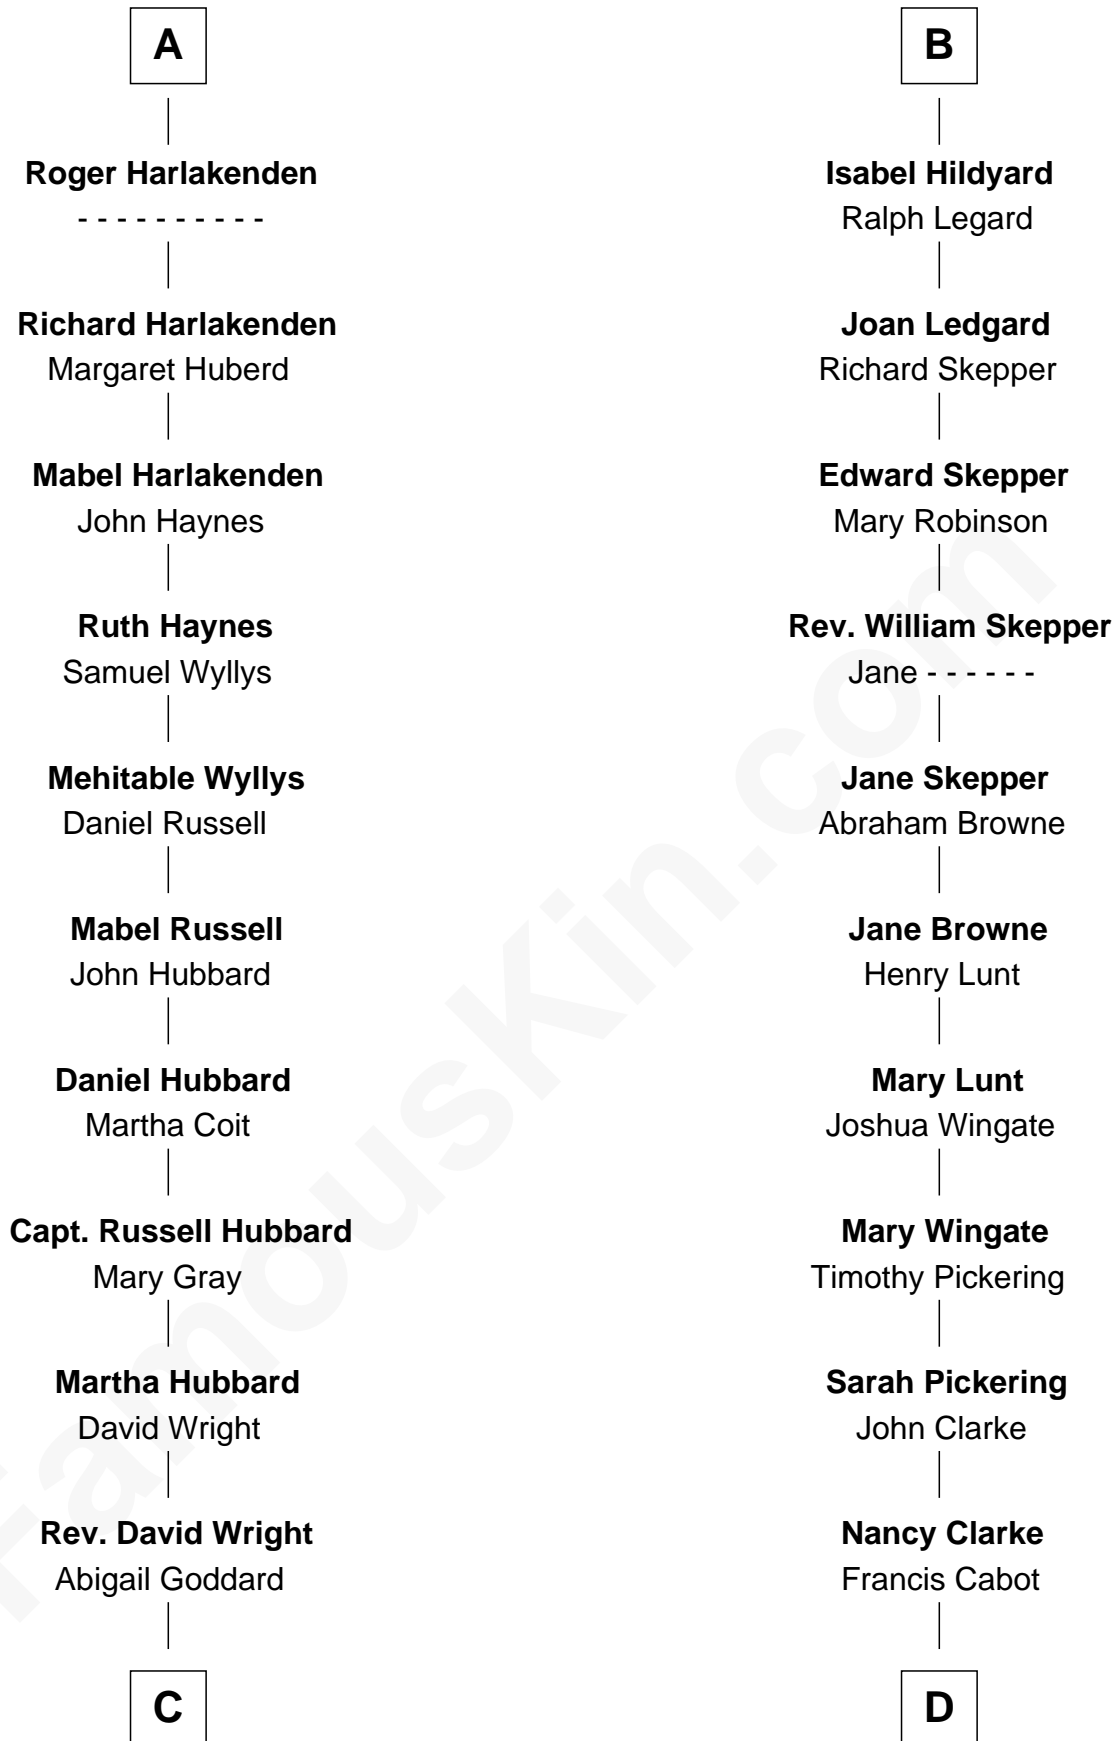 A
Roger Harlakenden
- - - - - - - - - -
Richard Harlakenden
Margaret Huberd
Mabel Harlakenden
John Haynes
Ruth Haynes
Samuel Wyllys
Mehitable Wyllys
Daniel Russell
Mabel Russell
John Hubbard
Daniel Hubbard
Martha Coit
Capt. Russell Hubbard
Mary Gray
Martha Hubbard
David Wright
Rev. David Wright
Abigail Goddard
C
B
Isabel Hildyard
Ralph Legard
Joan Ledgard
Richard Skepper
Edward Skepper
Mary Robinson
Rev. William Skepper
Jane - - - - - -
Jane Skepper
Abraham Browne
Jane Browne
Henry Lunt
Mary Lunt
Joshua Wingate
Mary Wingate
Timothy Pickering
Sarah Pickering
John Clarke
Nancy Clarke
Francis Cabot
D
FamousKin.com